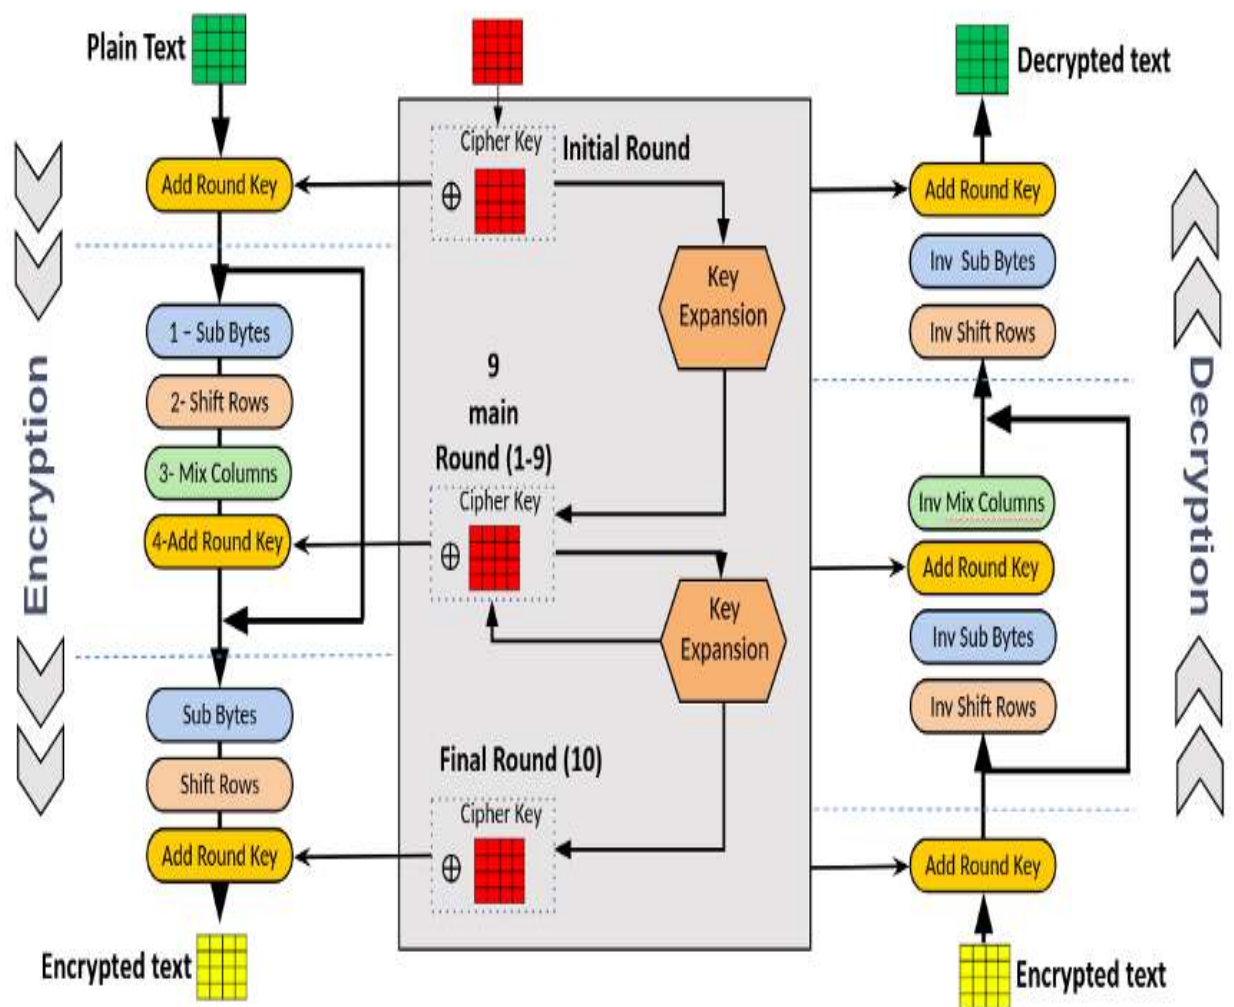 Plain Text
Add Round Key
1 – Sub Bytes
2- Shift Rows
3- Mix Columns
4-Add Round Key
Sub Bytes
Shift Rows
Add Round Key
Encrypted text
Encryption
Cipher Key
Initial Round
Key
Expansion
9
main
Round (1-9)
Cipher Key
Key
Expansion
Final Round (10)
Cipher Key
Decrypted text
Add Round Key
Inv Sub Bytes
Inv Shift Rows
Inv Mix Columns
Add Round Key
Inv Sub Bytes
Inv Shift Rows
Add Round Key
Encrypted text
Decryption